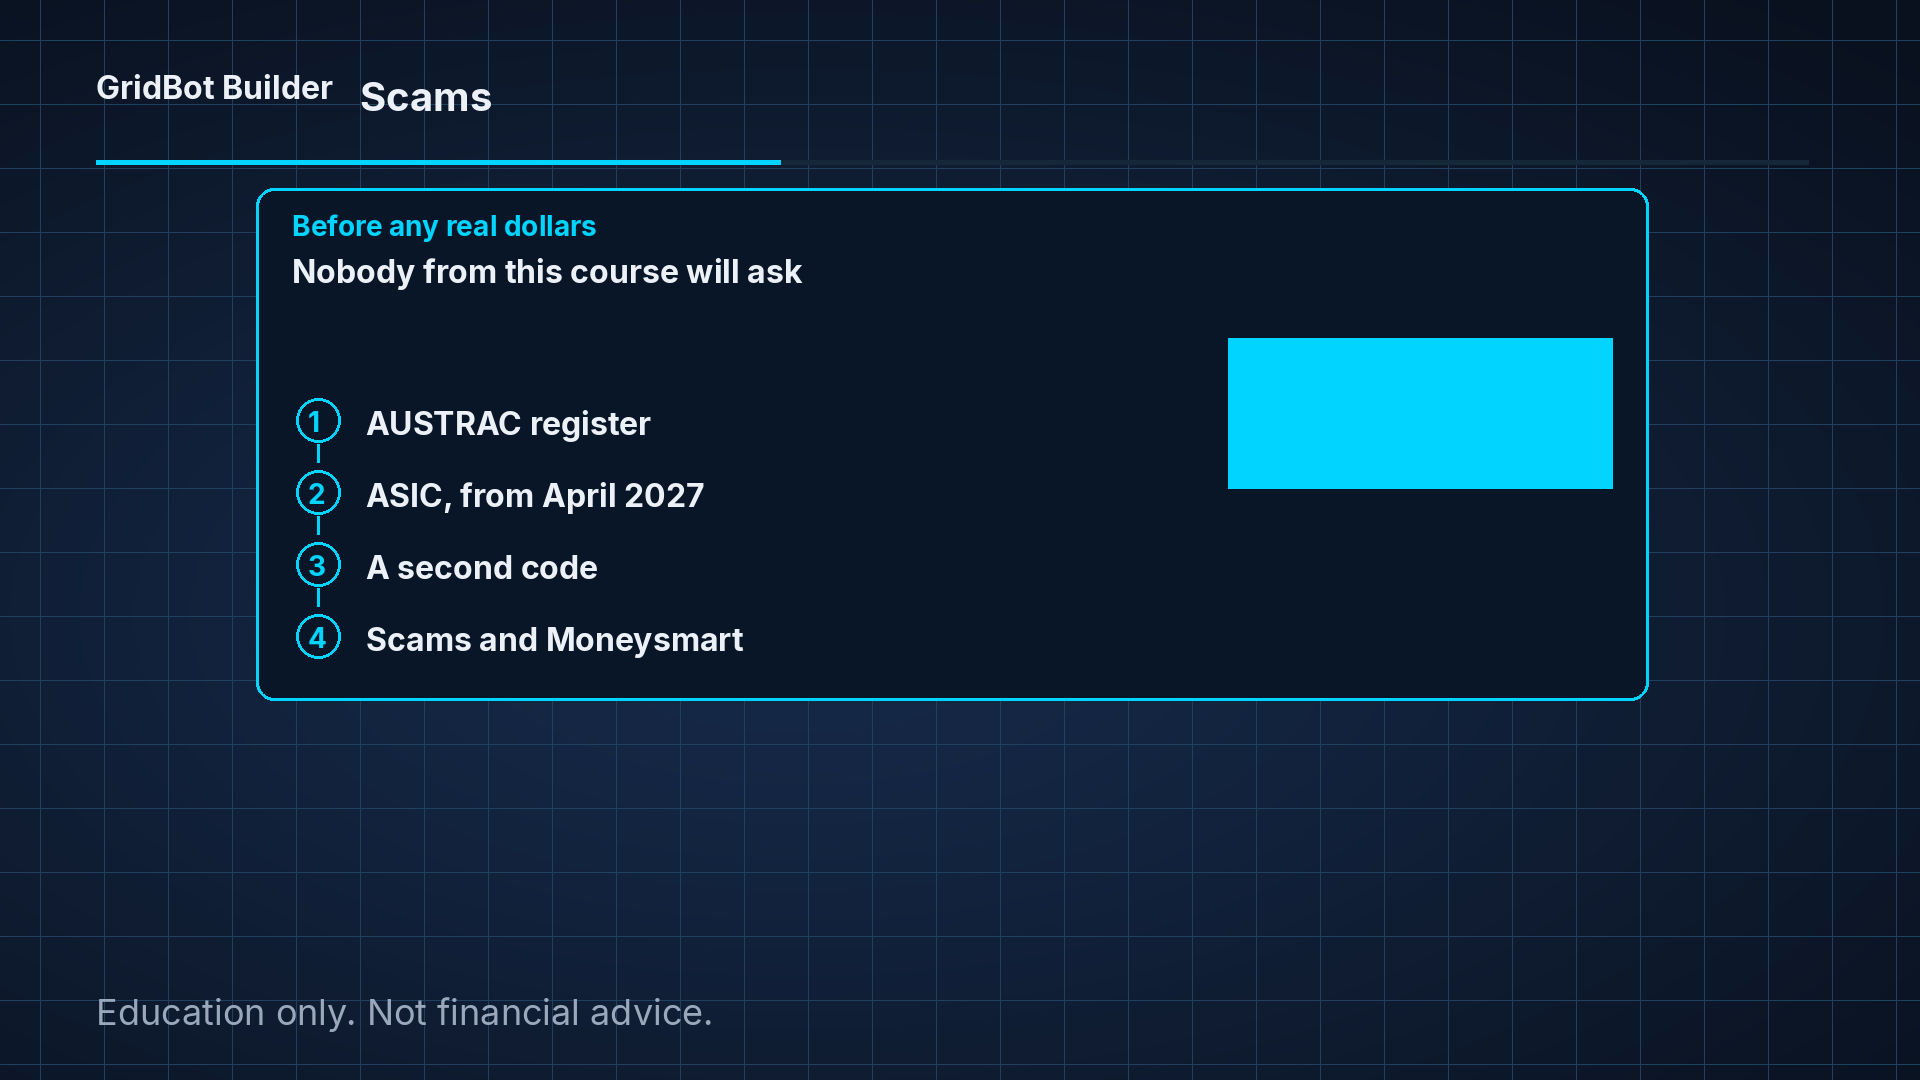 GridBot Builder
Scams
Before any real dollars
Nobody from this course will ask
1 AUSTRAC register
2 ASIC, from April 2027
3 A second code
4 Scams and Moneysmart
Education only. Not financial advice.